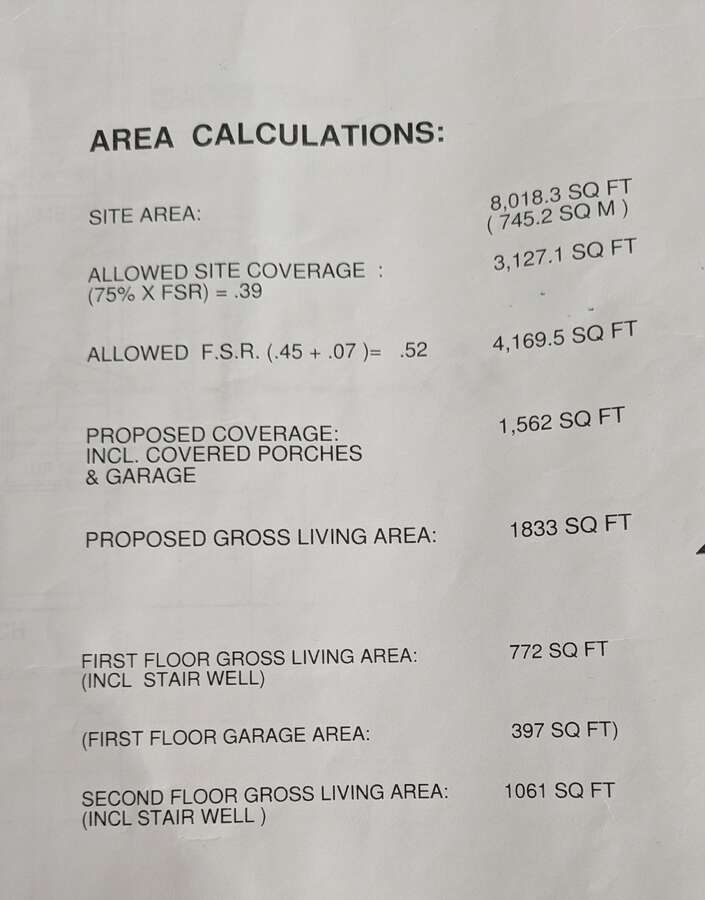 AREA CALCULATIONS:
SITE AREA: 8,018.3 SQ FT
( 745.2 SQ M )
ALLOWED SITE COVERAGE : 3,127.1 SQ FT
(75% X FSR) = .39
ALLOWED F.S.R. (.45 + .07 )= .52 4,169.5 SQ FT
PROPOSED COVERAGE: 1,562 SQ FT
INCL. COVERED PORCHES
& GARAGE
PROPOSED GROSS LIVING AREA: 1833 SQ FT
FIRST FLOOR GROSS LIVING AREA: 772 SQ FT
(INCL STAIR WELL)
(FIRST FLOOR GARAGE AREA: 397 SQ FT)
SECOND FLOOR GROSS LIVING AREA: 1061 SQ FT
(INCL STAIR WELL )